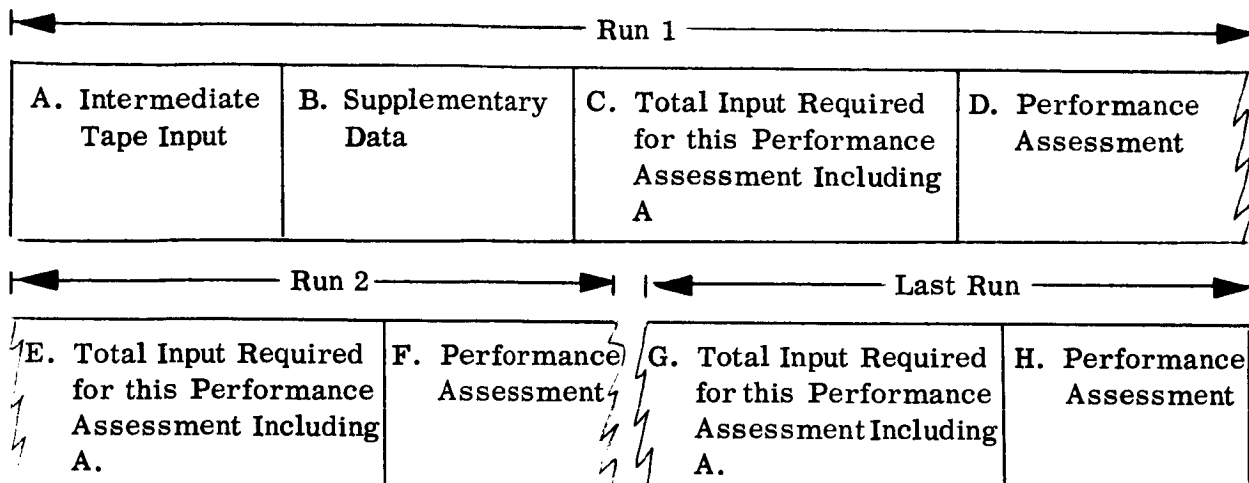 Run 1
A. Intermediate
Tape Input
B. Supplementary
Data
C. Total Input Required
for this Performance
Assessment Including
A
D. Performance
Assessment
Run 2
Last Run
E. Total Input Required
for this Performance
Assessment Including
A.
F. Performance
Assessment
G. Total Input Required
for this Performance
Assessment Including
A.
H. Performance
Assessment